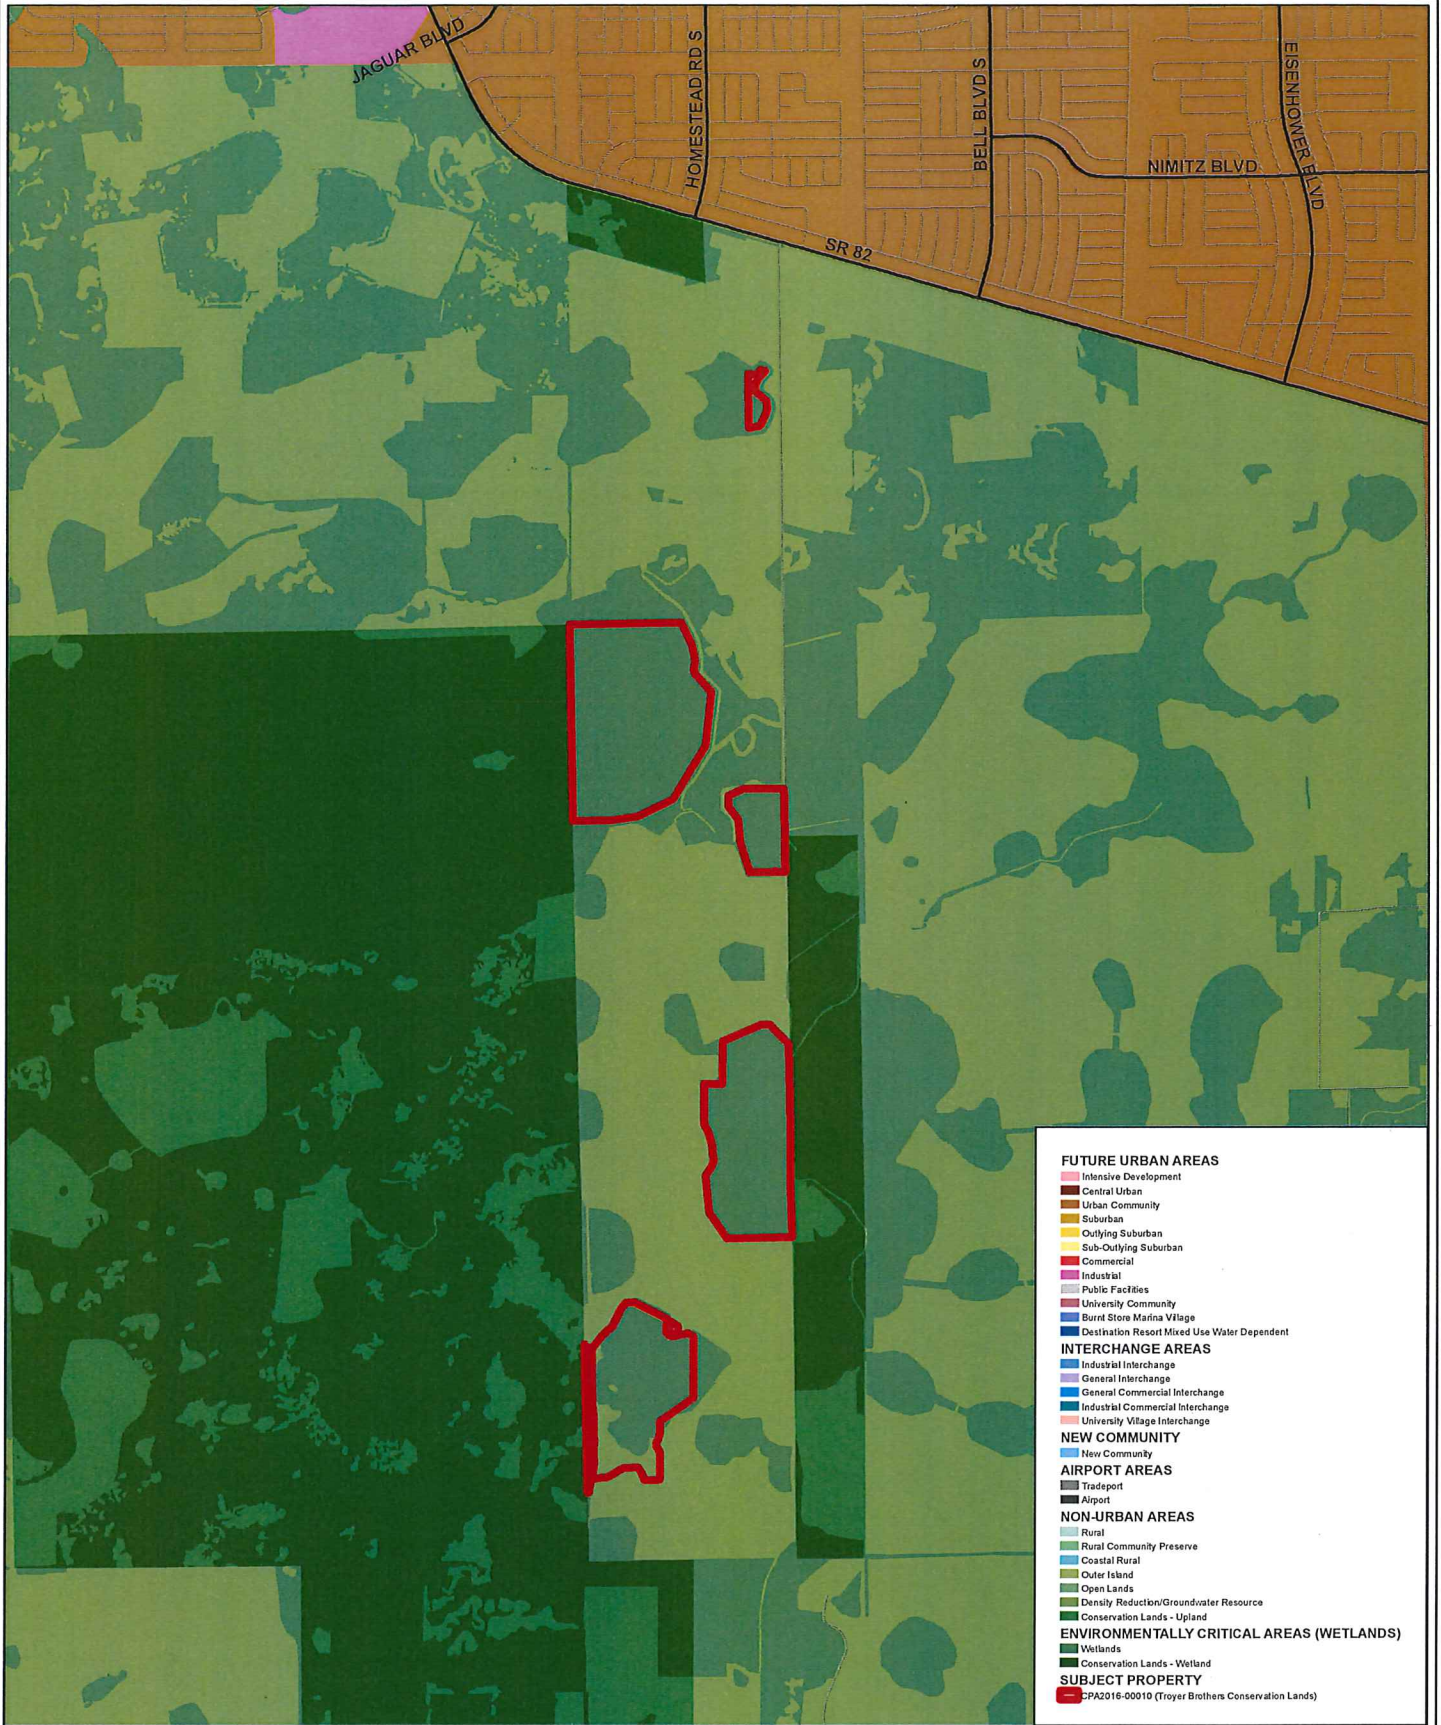 JAGUAR BLVD
HOMESTEAD RD S
BELL BLVD S
EISENHOWER BLVD
NIMITZ BLVD
SR 82
FUTURE URBAN AREAS
Intensive Development
Central Urban
Urban Community
Suburban
Outlying Suburban
Sub-Outlying Suburban
Commercial
Industrial
Public Facilities
University Community
Burnt Store Marina Village
Destination Resort Mixed Use Water Dependent
INTERCHANGE AREAS
Industrial Interchange
General Interchange
General Commercial Interchange
Industrial Commercial Interchange
University Village Interchange
NEW COMMUNITY
New Community
AIRPORT AREAS
Tradeport
Airport
NON-URBAN AREAS
Rural
Rural Community Preserve
Coastal Rural
Outer Island
Open Lands
Density Reduction/Groundwater Resource
Conservation Lands - Upland
ENVIRONMENTALLY CRITICAL AREAS (WETLANDS)
Wetlands
Conservation Lands - Wetland
SUBJECT PROPERTY
CPA2016-00010 (Troyer Brothers Conservation Lands)